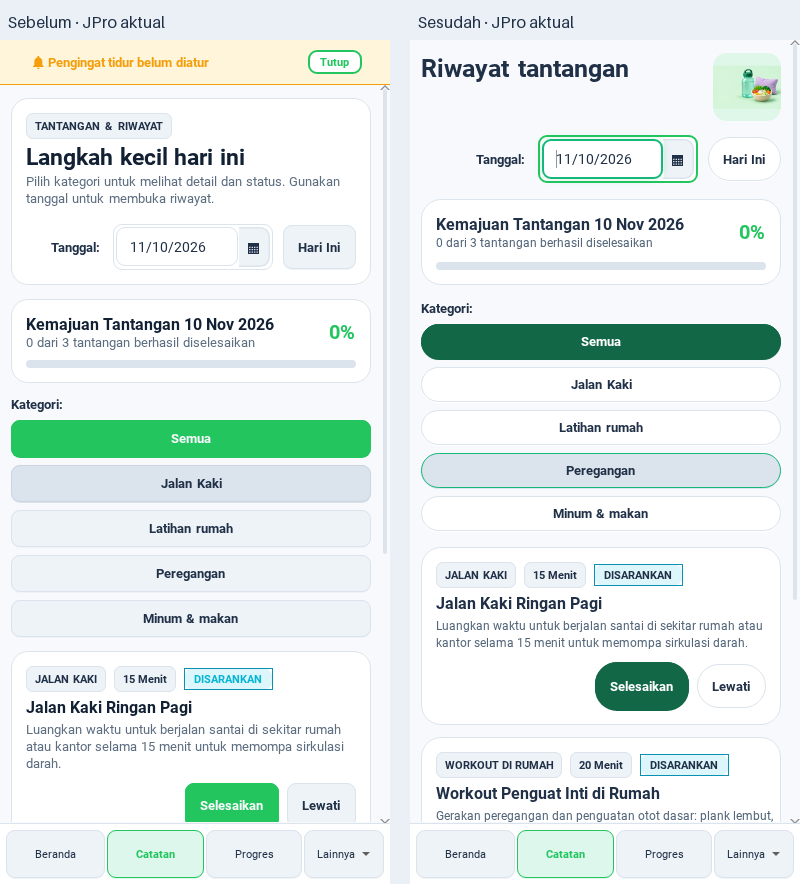 Sebelum · JPro aktual
Pengingat tidur belum diatur
Tutup
TANTANGAN & RIWAYAT
Langkah kecil hari ini
Pilih kategori untuk melihat detail dan status. Gunakan
tanggal untuk membuka riwayat.
Tanggal:
11/10/2026
Hari Ini
Kemajuan Tantangan 10 Nov 2026
0 dari 3 tantangan berhasil diselesaikan
0%
Kategori:
Semua
Jalan Kaki
Latihan rumah
Peregangan
Minum & makan
JALAN KAKI
15 Menit
DISARANKAN
Jalan Kaki Ringan Pagi
Luangkan waktu untuk berjalan santai di sekitar rumah
atau kantor selama 15 menit untuk memompa sirkulasi
darah.
Selesaikan
Lewati
Beranda
Catatan
Progres
Lainnya
Sesudah · JPro aktual
Riwayat tantangan
Tanggal:
11/10/2026
Hari Ini
Kemajuan Tantangan 10 Nov 2026
0 dari 3 tantangan berhasil diselesaikan
0%
Kategori:
Semua
Jalan Kaki
Latihan rumah
Peregangan
Minum & makan
JALAN KAKI
15 Menit
DISARANKAN
Jalan Kaki Ringan Pagi
Luangkan waktu untuk berjalan santai di sekitar rumah atau
kantor selama 15 menit untuk memompa sirkulasi darah.
Selesaikan
Lewati
WORKOUT DI RUMAH
20 Menit
DISARANKAN
Workout Penguat Inti di Rumah
Gerakan peregangan dan penguatan otot dasar: plank lembut,
Beranda
Catatan
Progres
Lainnya